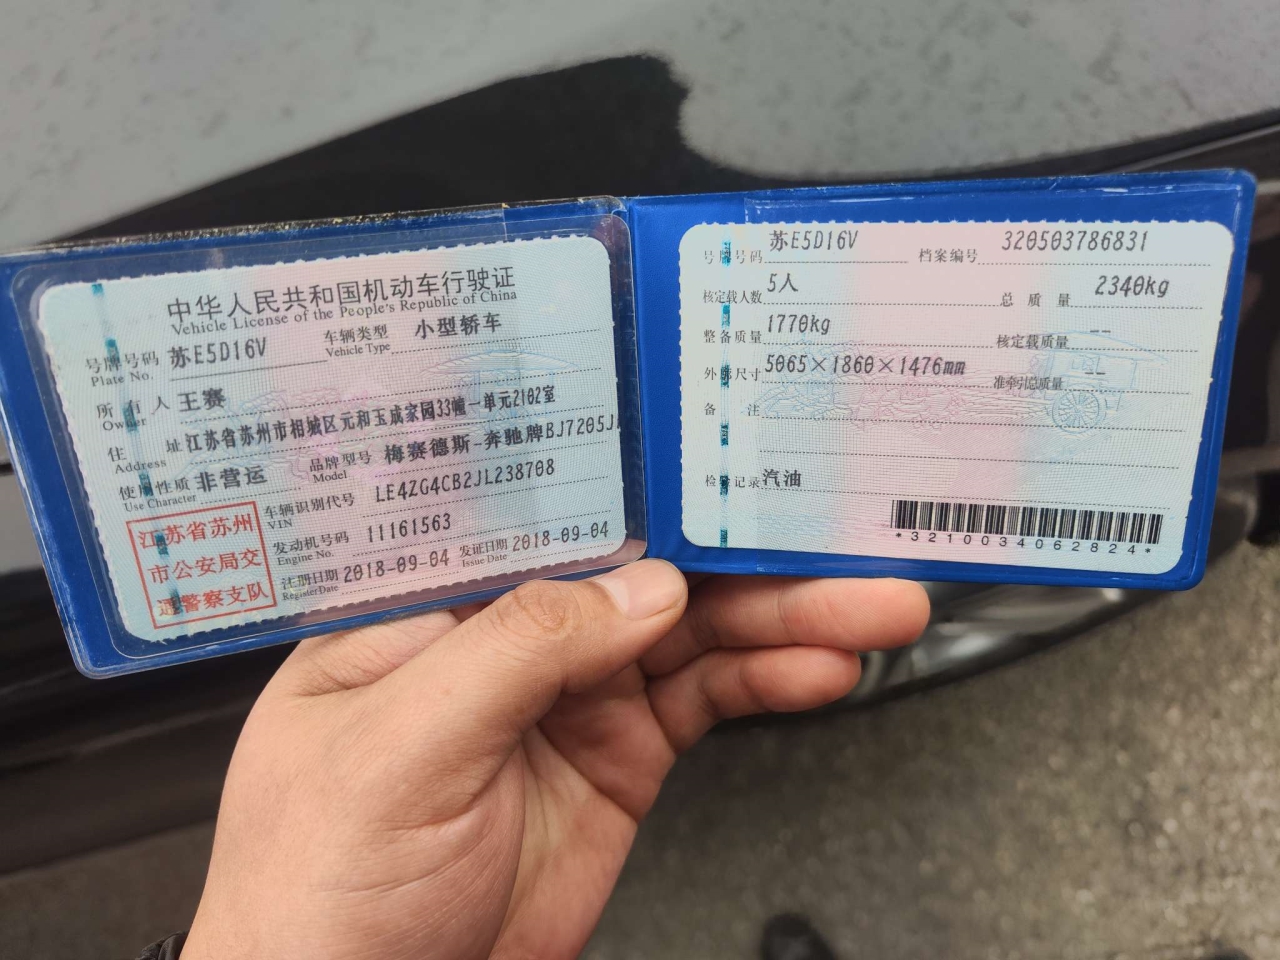 中华人民共和国机动车行驶证
Vehicle License of the People's Republic of China
号牌号码 苏E5D16V 车辆类型 小型轿车
Plate No. Vehicle Type
所有人 王赛
Owner
住址 江苏省苏州市相城区元和玉成家园33幢一单元2102室
Address
使用性质 非营运 品牌型号 梅赛德斯-奔驰牌BJ7205J
Use Character Model
车辆识别代号 LE4ZG4CB2JL238708
VIN
发动机号码 11161563
Engine No.
注册日期 2018-09-04 发证日期 2018-09-04
Register Date Issue Date
江苏省苏州
市公安局交
通警察支队
号牌号码 苏E5D16V 档案编号 320503786831
核定载人数 5人 总质量 2340kg
整备质量 1770kg 核定载质量 --
外廓尺寸 5065×1860×1476mm 准牵引总质量 --
备注
检验记录 汽油
*3210034062824*